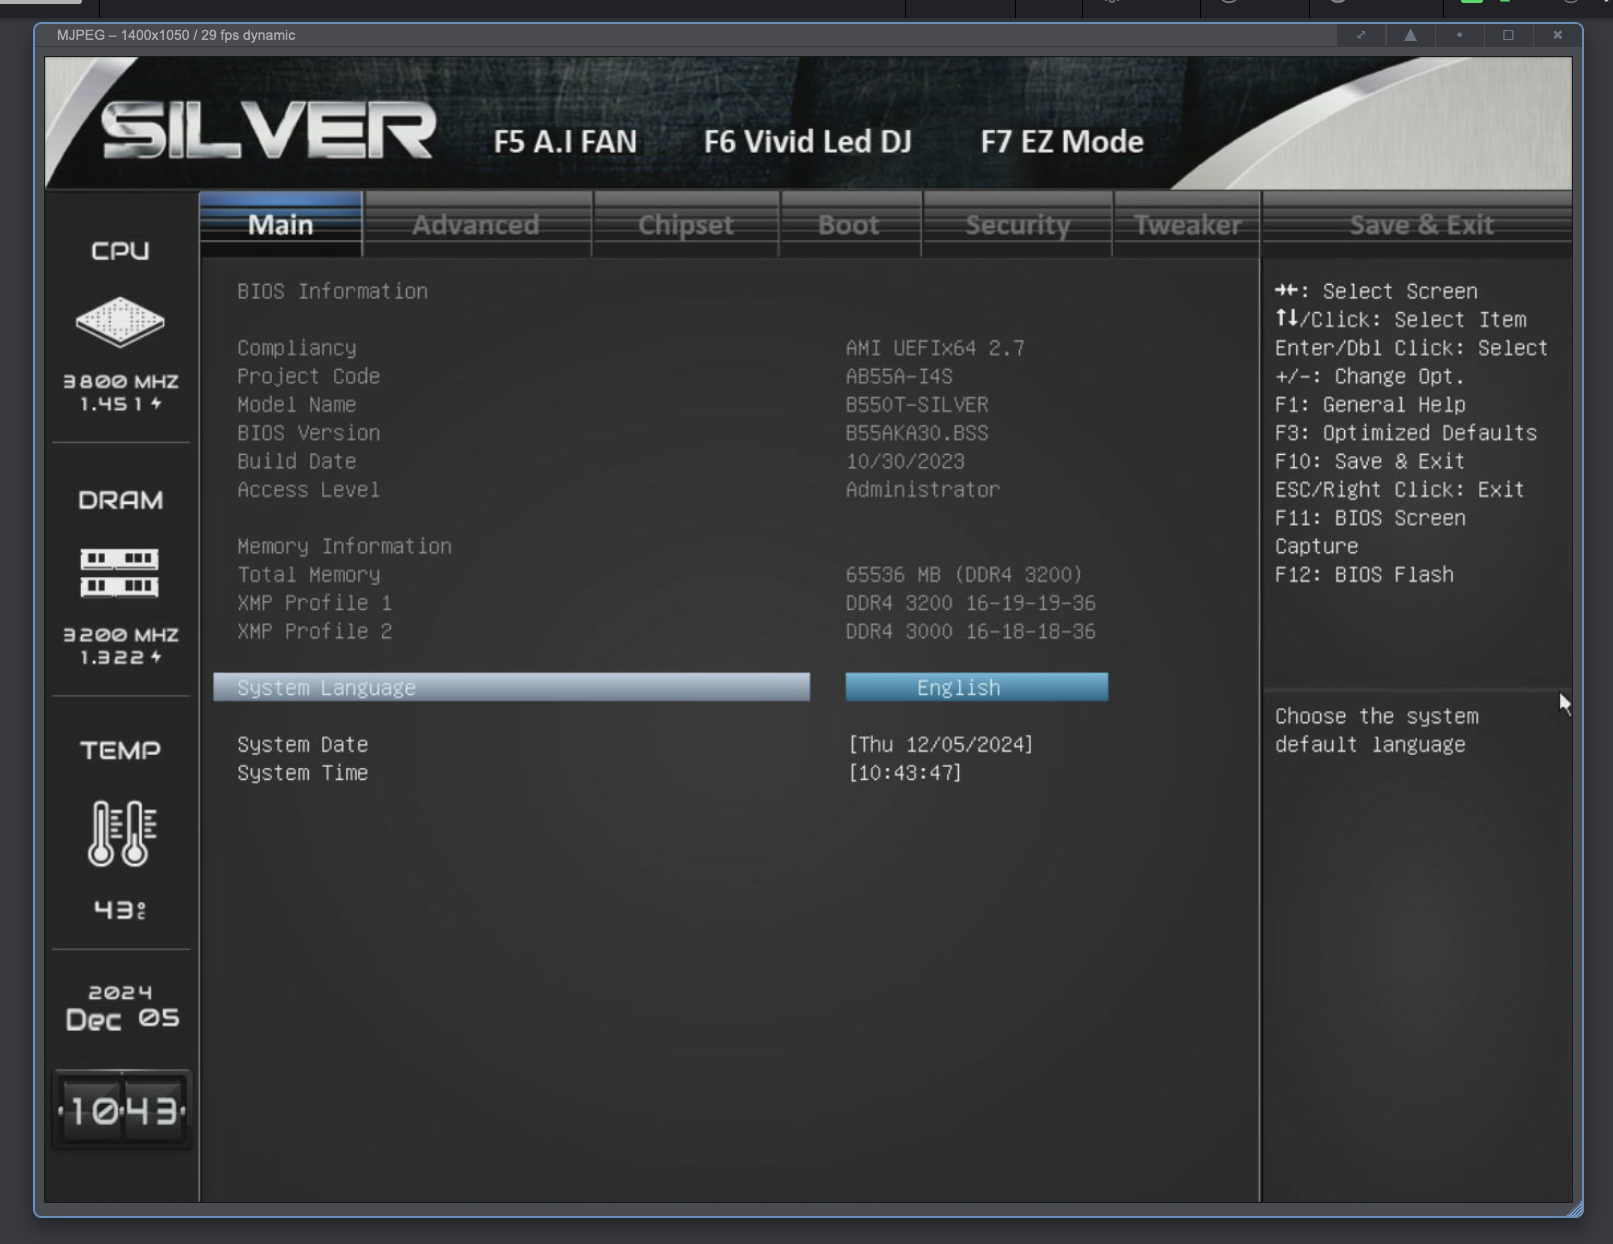 MJPEG – 1400x1050 / 29 fps dynamic
SILVER
F5 A.I FAN
F6 Vivid Led DJ
F7 EZ Mode
Main
Advanced
Chipset
Boot
Security
Tweaker
Save & Exit
CPU
3800 MHZ
1.451
DRAM
3200 MHZ
1.322
TEMP
43°C
2024
Dec 05
10:43
BIOS Information
Compliancy AMI UEFIx64 2.7
Project Code AB55A-I4S
Model Name B550T-SILVER
BIOS Version B55AKA30.BSS
Build Date 10/30/2023
Access Level Administrator
Memory Information
Total Memory 65536 MB (DDR4 3200)
XMP Profile 1 DDR4 3200 16-19-19-36
XMP Profile 2 DDR4 3000 16-18-18-36
System Language English
System Date [Thu 12/05/2024]
System Time [10:43:47]
→←: Select Screen
↑↓/Click: Select Item
Enter/Dbl Click: Select
+/-: Change Opt.
F1: General Help
F3: Optimized Defaults
F10: Save & Exit
ESC/Right Click: Exit
F11: BIOS Screen
Capture
F12: BIOS Flash
Choose the system
default language